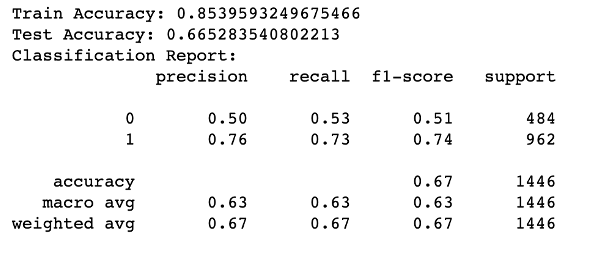 Train Accuracy: 0.8539593249675466
Test Accuracy: 0.665283540802213
Classification Report:
precision recall f1-score support
0 0.50 0.53 0.51 484
1 0.76 0.73 0.74 962
accuracy 0.67 1446
macro avg 0.63 0.63 0.63 1446
weighted avg 0.67 0.67 0.67 1446